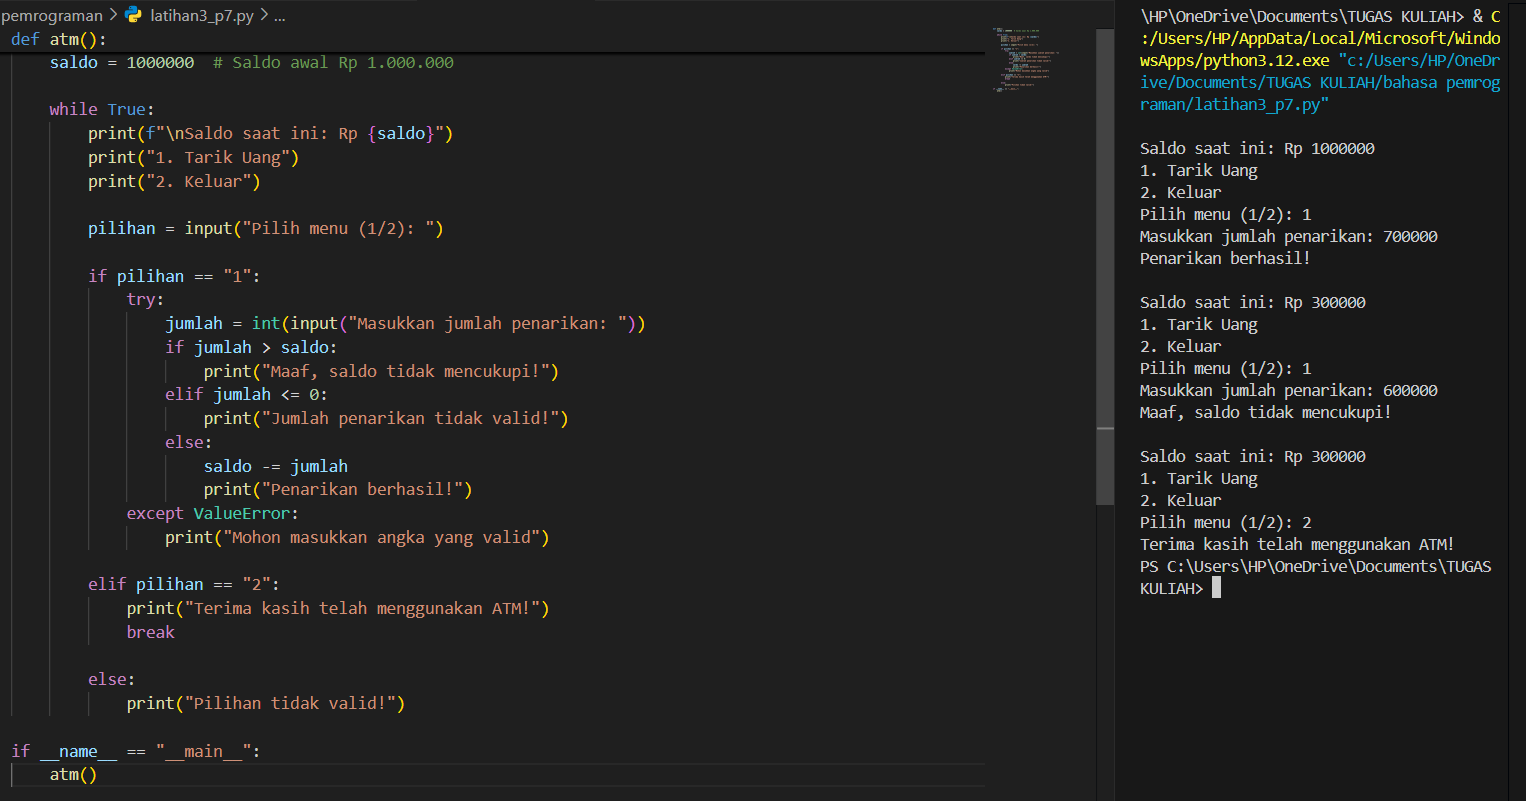 pemrograman > latihan3_p7.py > ...
def atm():
    saldo = 1000000  # Saldo awal Rp 1.000.000
    while True:
        print(f"\nSaldo saat ini: Rp {saldo}")
        print("1. Tarik Uang")
        print("2. Keluar")
        pilihan = input("Pilih menu (1/2): ")
        if pilihan == "1":
            try:
                jumlah = int(input("Masukkan jumlah penarikan: "))
                if jumlah > saldo:
                    print("Maaf, saldo tidak mencukupi!")
                elif jumlah <= 0:
                    print("Jumlah penarikan tidak valid!")
                else:
                    saldo -= jumlah
                    print("Penarikan berhasil!")
            except ValueError:
                print("Mohon masukkan angka yang valid")
        elif pilihan == "2":
            print("Terima kasih telah menggunakan ATM!")
            break
        else:
            print("Pilihan tidak valid!")
if __name__ == "__main__":
    atm()
\HP\OneDrive\Documents\TUGAS KULIAH> & C
:/Users/HP/AppData/Local/Microsoft/Windo
wsApps/python3.12.exe "c:/Users/HP/OneDr
ive/Documents/TUGAS KULIAH/bahasa pemrog
raman/latihan3_p7.py"
Saldo saat ini: Rp 1000000
1. Tarik Uang
2. Keluar
Pilih menu (1/2): 1
Masukkan jumlah penarikan: 700000
Penarikan berhasil!
Saldo saat ini: Rp 300000
1. Tarik Uang
2. Keluar
Pilih menu (1/2): 1
Masukkan jumlah penarikan: 600000
Maaf, saldo tidak mencukupi!
Saldo saat ini: Rp 300000
1. Tarik Uang
2. Keluar
Pilih menu (1/2): 2
Terima kasih telah menggunakan ATM!
PS C:\Users\HP\OneDrive\Documents\TUGAS
KULIAH>